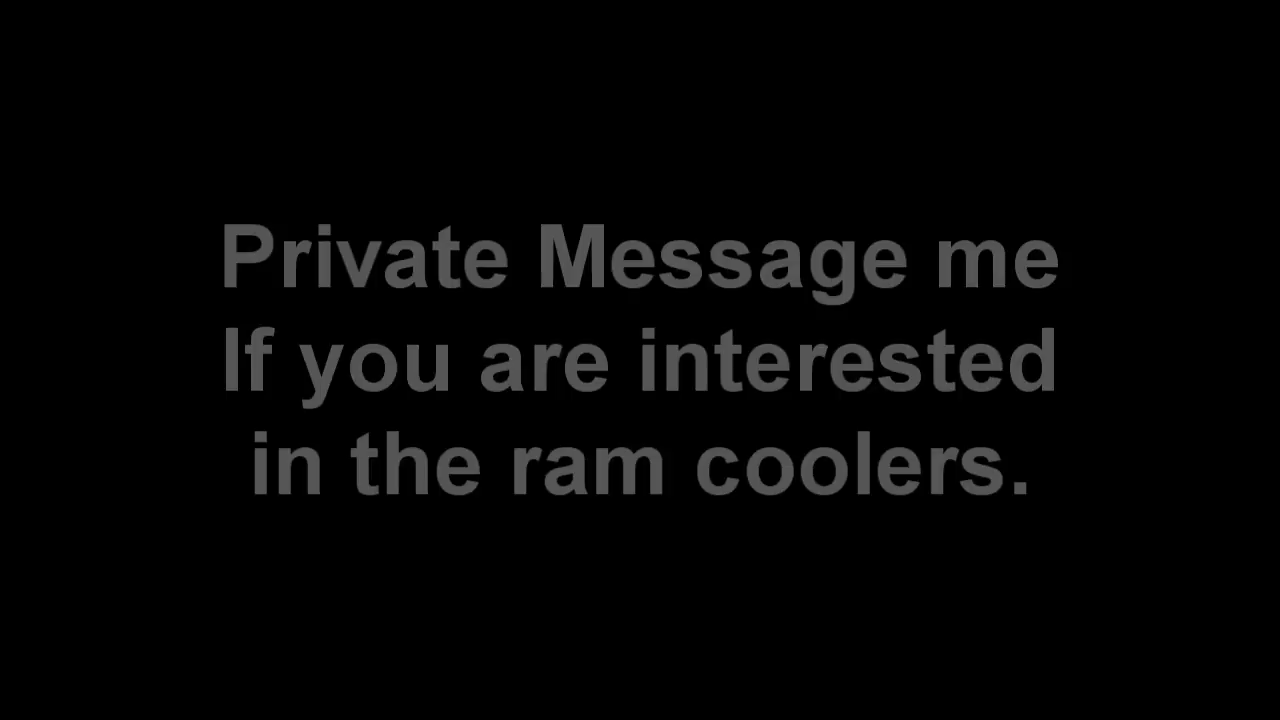 Private Message me
If you are interested
in the ram coolers.